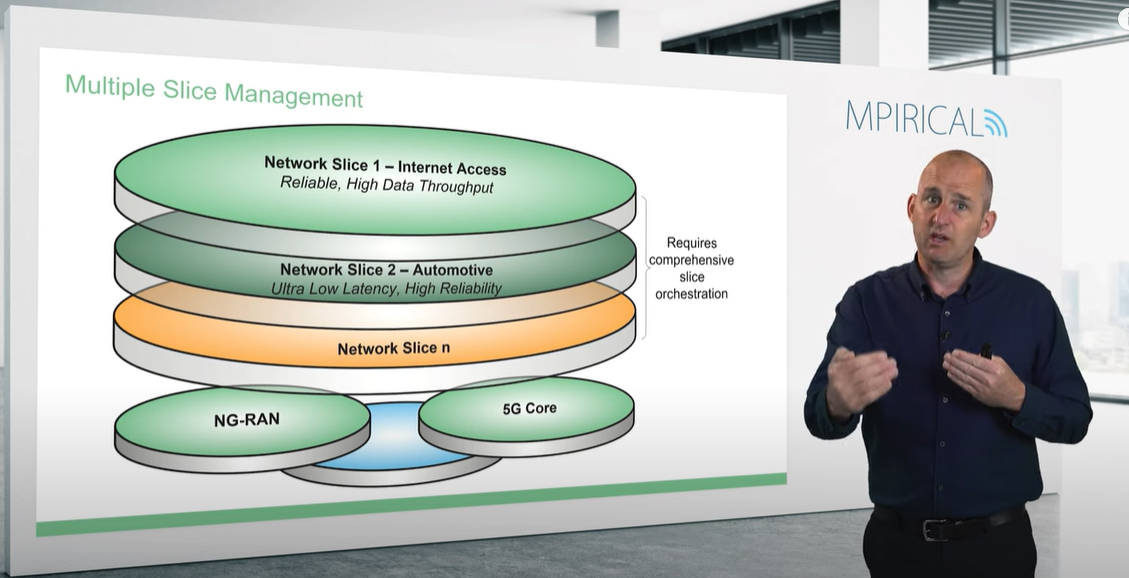 Multiple Slice Management
MPIRICAL
Network Slice 1 – Internet Access
Reliable, High Data Throughput
Network Slice 2 – Automotive
Ultra Low Latency, High Reliability
Network Slice n
Requires
comprehensive
slice
orchestration
NG-RAN
5G Core